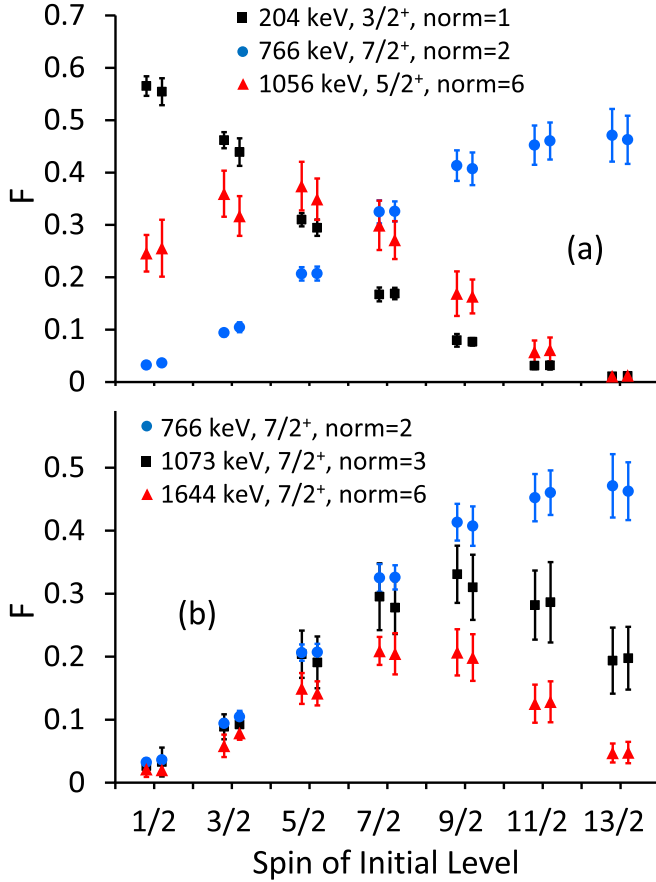 0.7
204 keV, 3/2⁺, norm=1
766 keV, 7/2⁺, norm=2
1056 keV, 5/2⁺, norm=6
0.6
0.5
0.4
F
0.3
(a)
0.2
0.1
0
766 keV, 7/2⁺, norm=2
1073 keV, 7/2⁺, norm=3
1644 keV, 7/2⁺, norm=6
0.5
0.4
0.3
F
(b)
0.2
0.1
0
1/2 3/2 5/2 7/2 9/2 11/2 13/2
Spin of Initial Level